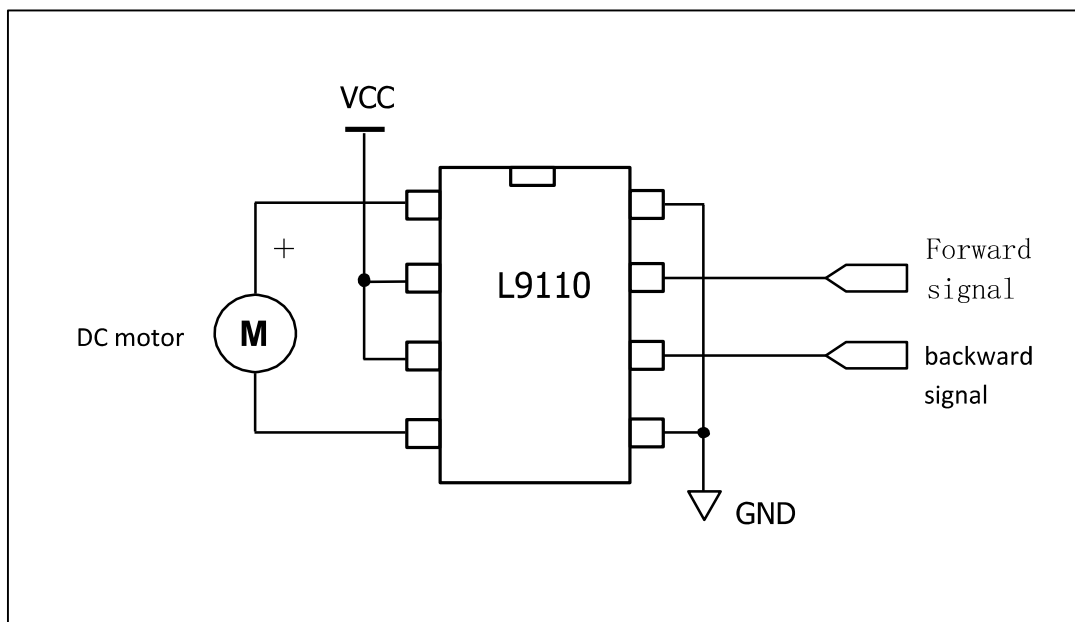 VCC
+
L9110
Forward
signal
DC motor
M
backward
signal
GND